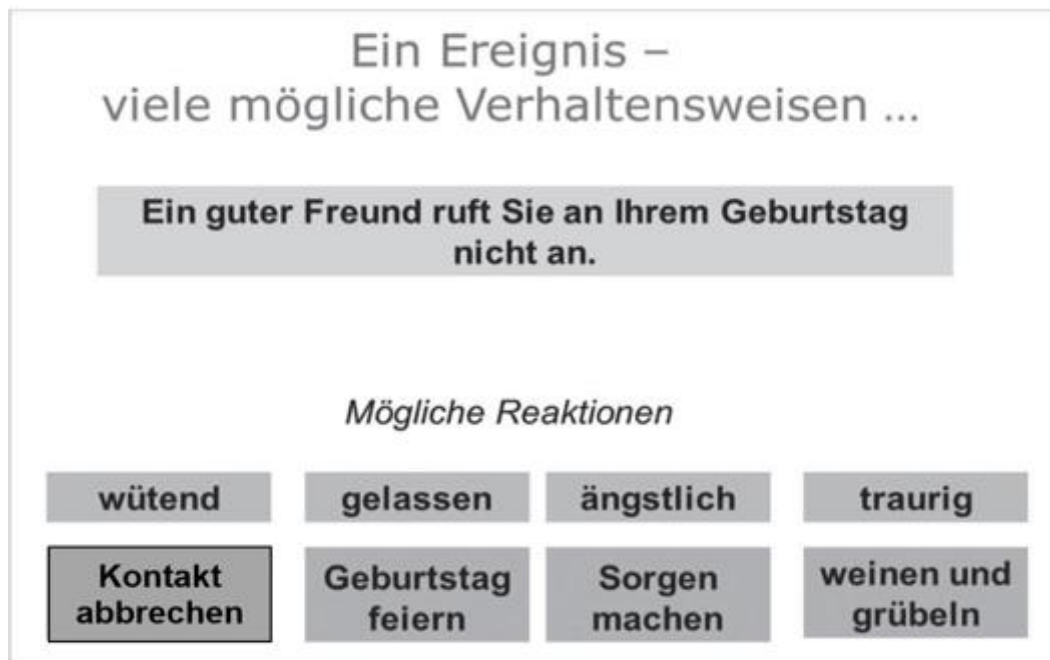 Ein Ereignis –
viele mögliche Verhaltensweisen ...
Ein guter Freund ruft Sie an Ihrem Geburtstag
nicht an.
Mögliche Reaktionen
wütend
gelassen
ängstlich
traurig
Kontakt
abbrechen
Geburtstag
feiern
Sorgen
machen
weinen und
grübeln